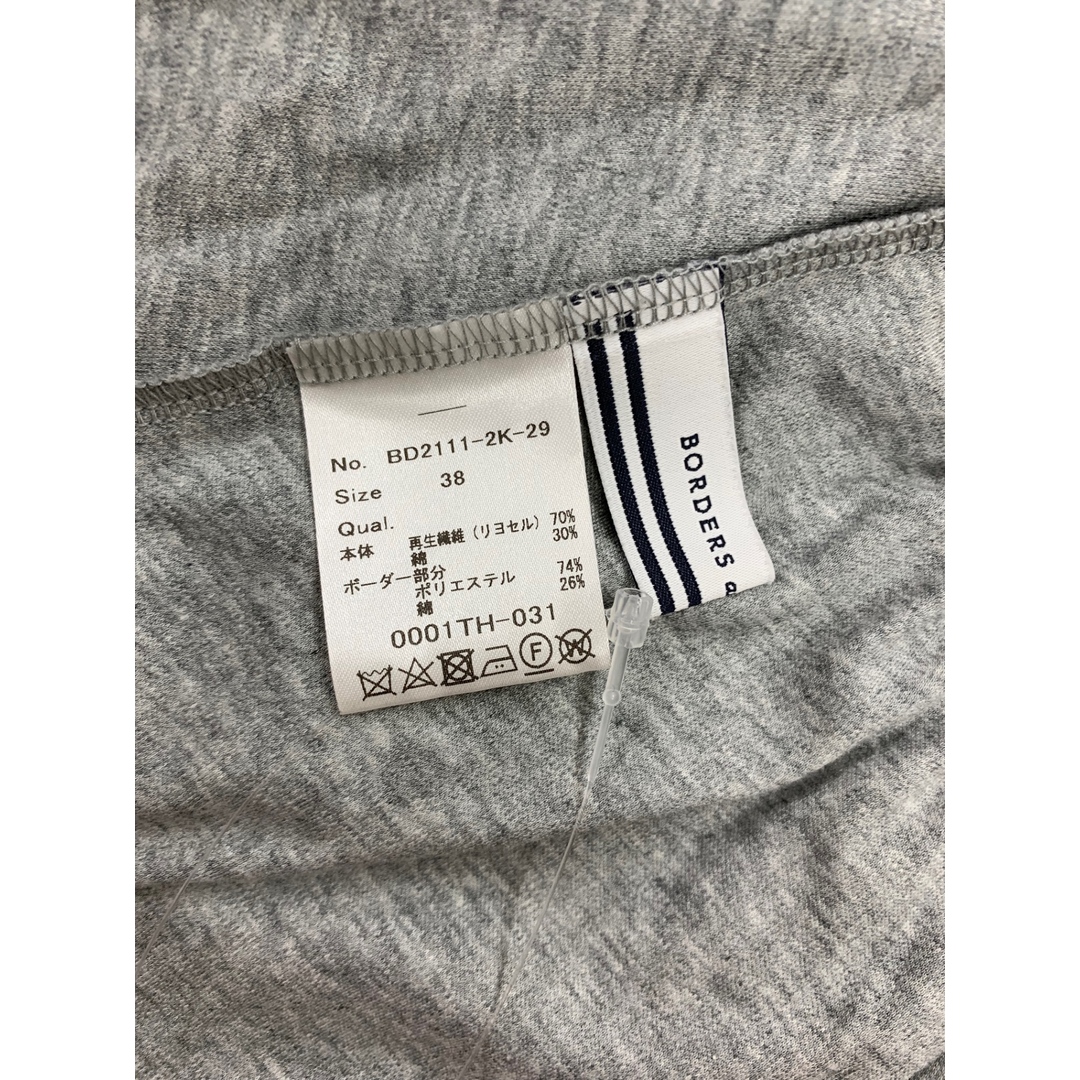 No. BD2111-2K-29
Size 38
Qual.
本体 再生繊維(リヨセル) 70%
綿 30%
ボーダー部分
ポリエステル 74%
綿 26%
0001TH-031
F W
BORDERS